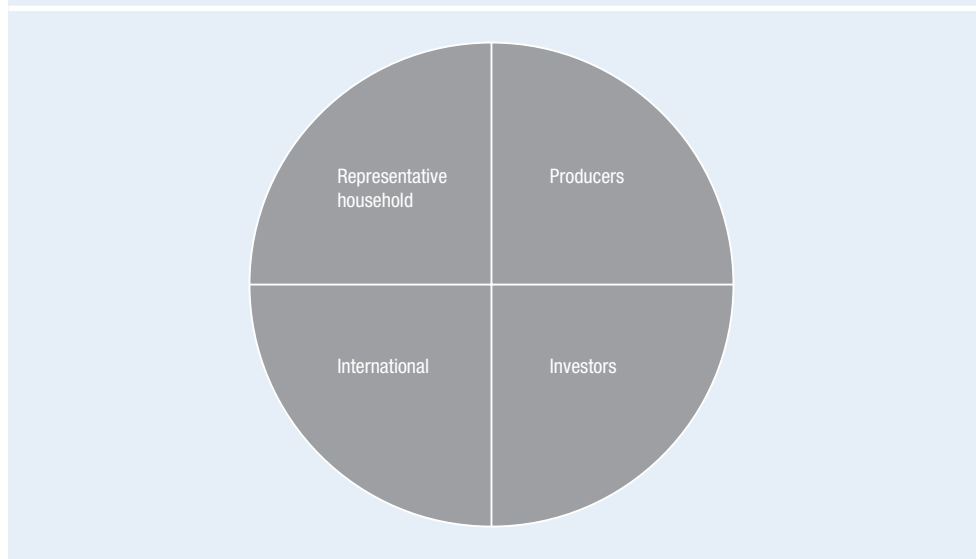 Representative
household
Producers
International
Investors